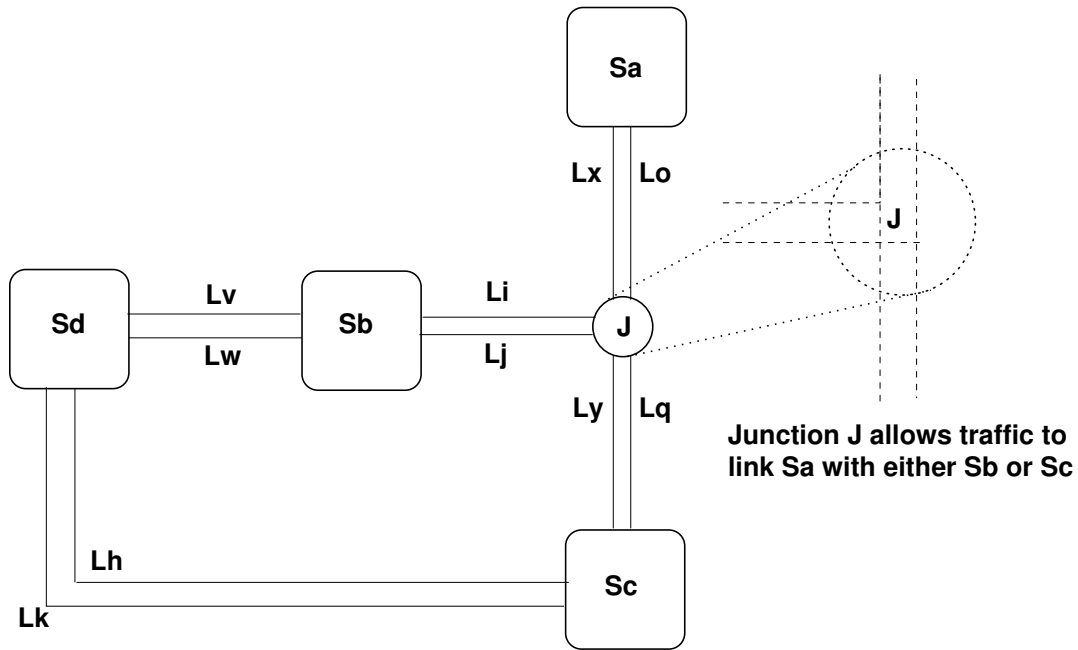 Sa
Lx
Lo
J
Lv
Li
Sd
Sb
J
Lw
Lj
Ly
Lq
Junction J allows traffic to
link Sa with either Sb or Sc
Lh
Sc
Lk